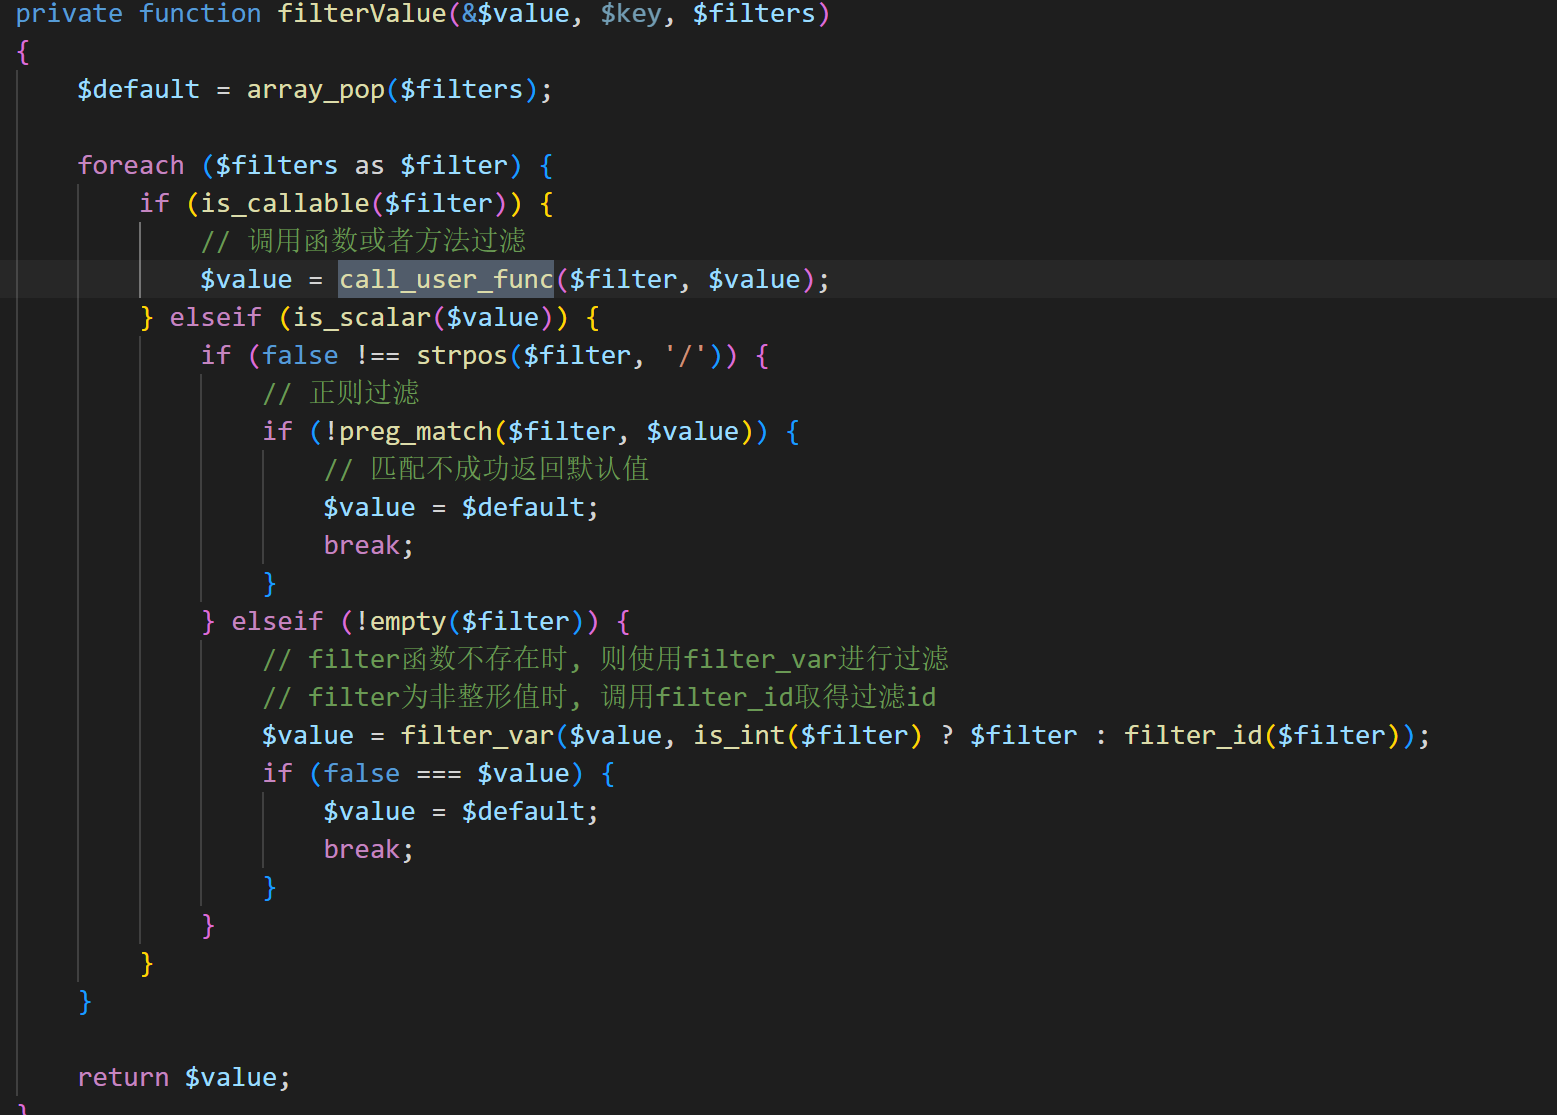 private function filterValue(&$value, $key, $filters)
{
    $default = array_pop($filters);

    foreach ($filters as $filter) {
        if (is_callable($filter)) {
            // 调用函数或者方法过滤
            $value = call_user_func($filter, $value);
        } elseif (is_scalar($value)) {
            if (false !== strpos($filter, '/')) {
                // 正则过滤
                if (!preg_match($filter, $value)) {
                    // 匹配不成功返回默认值
                    $value = $default;
                    break;
                }
            } elseif (!empty($filter)) {
                // filter函数不存在时, 则使用filter_var进行过滤
                // filter为非整形值时, 调用filter_id取得过滤id
                $value = filter_var($value, is_int($filter) ? $filter : filter_id($filter));
                if (false === $value) {
                    $value = $default;
                    break;
                }
            }
        }
    }

    return $value;
}